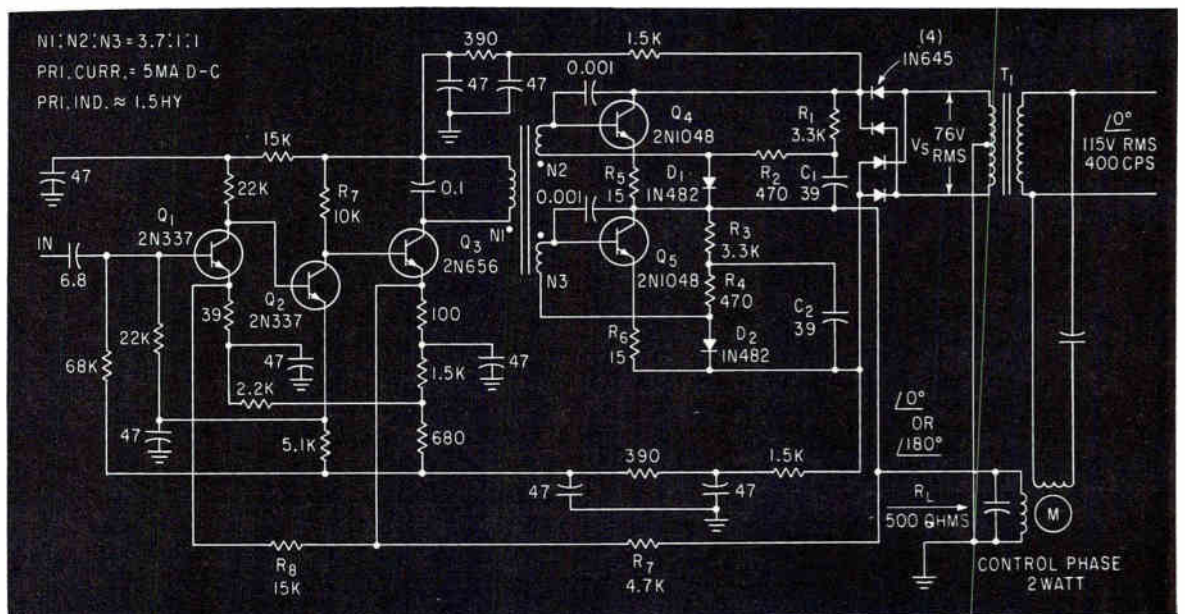 N1:N2:N3 = 3.7:1:1
PRI. CURR. = 5MA D-C
PRI. IND. ≈ 1.5HY
390
1.5K
(4)
1N645
47
47
0.001
T1
Q4
2N1048
R1
3.3K
VS
76V
RMS
/0°
115V RMS
400 CPS
15K
47
22K
R7
10K
0.1
N2
R5
15
D1
1N482
R2
470
C1
39
Q1
2N337
0.001
N1
Q3
2N656
Q5
2N1048
R3
3.3K
IN
6.8
N3
R4
470
Q2
2N337
39
100
C2
39
22K
R6
15
D2
1N482
68K
47
1.5K
47
2.2K
/0°
OR
/180°
47
5.1K
680
390
1.5K
47
47
RL
500 OHMS
M
R8
15K
R7
4.7K
CONTROL PHASE
2 WATT